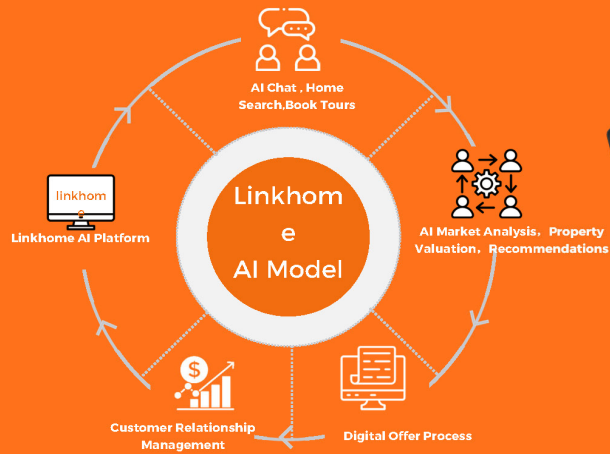 AI Chat , Home
Search,Book Tours
linkhom
e
Linkhome AI Platform
Linkhom
e
AI Model
AI Market Analysis, Property
Valuation, Recommendations
$
Customer Relationship
Management
Digital Offer Process